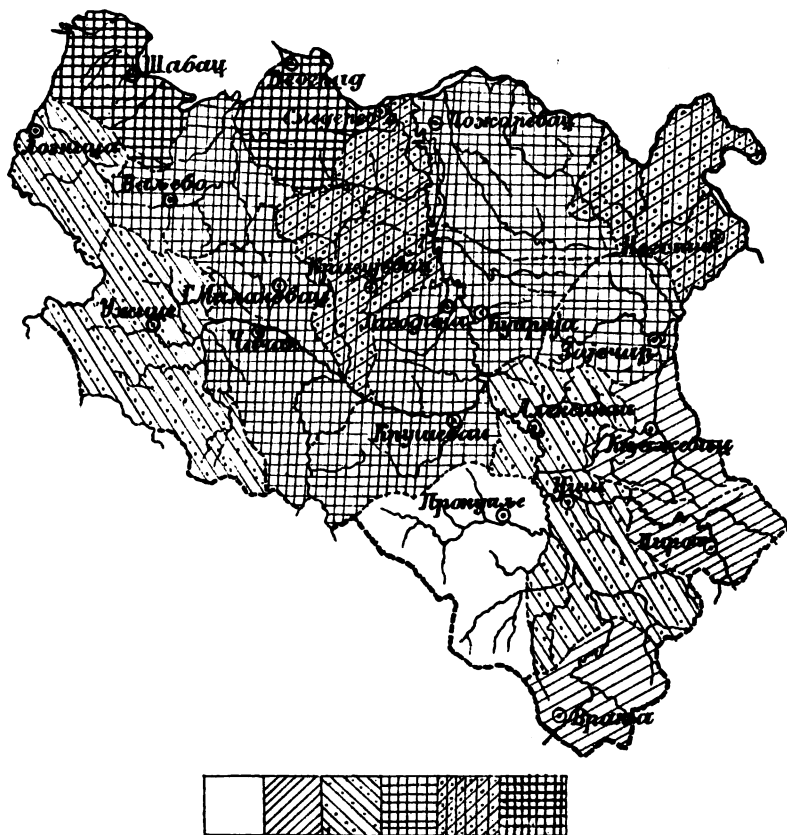 Шабац
Београд
Смедерево
Пожаревац
Лозница
Ваљево
Неготин
Крагујевац
Г. Милановац
Јагодина
Ћуприја
Ужице
Чачак
Зајечар
Алексинац
Крушевац
Књажевац
Ниш
Прокупље
Пирот
Врања